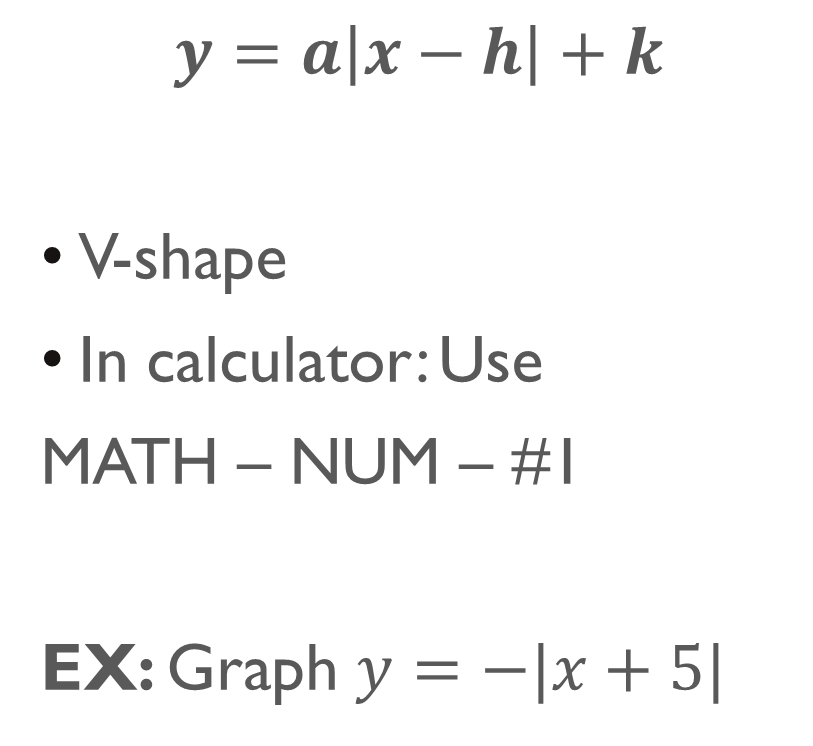 y = a|x − h| + k
• V-shape
• In calculator: Use
MATH – NUM – #1
EX: Graph y = −|x + 5|